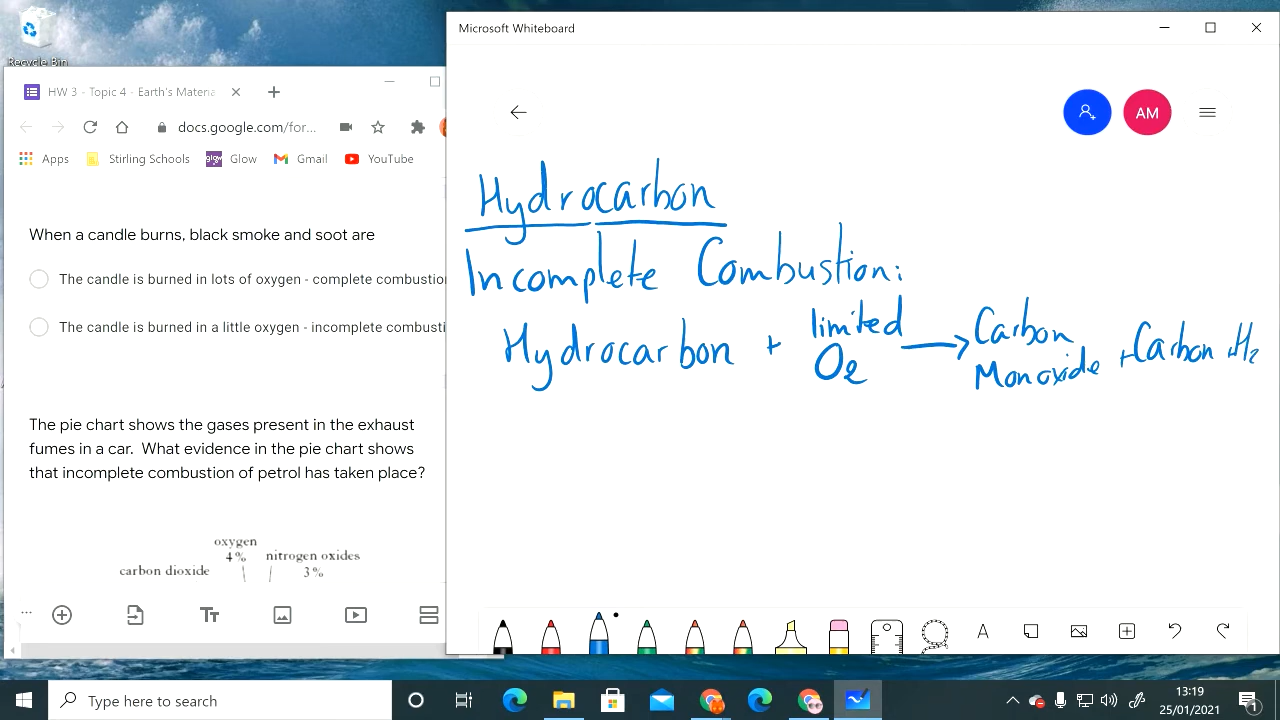 Recycle Bin
Microsoft Whiteboard
HW 3 - Topic 4 - Earth's Materia
docs.google.com/for...
Apps
Stirling Schools
glow
Glow
Gmail
YouTube
When a candle burns, black smoke and soot are
The candle is burned in lots of oxygen - complete combustion
The candle is burned in a little oxygen - incomplete combusti
The pie chart shows the gases present in the exhaust
fumes in a car. What evidence in the pie chart shows
that incomplete combustion of petrol has taken place?
oxygen
4%
nitrogen oxides
3%
carbon dioxide
Tt
AM
Hydrocarbon
Incomplete Combustion:
Hydrocarbon + limited O2 → Carbon Monoxide + Carbon + H2
A
Type here to search
13:19
25/01/2021
1